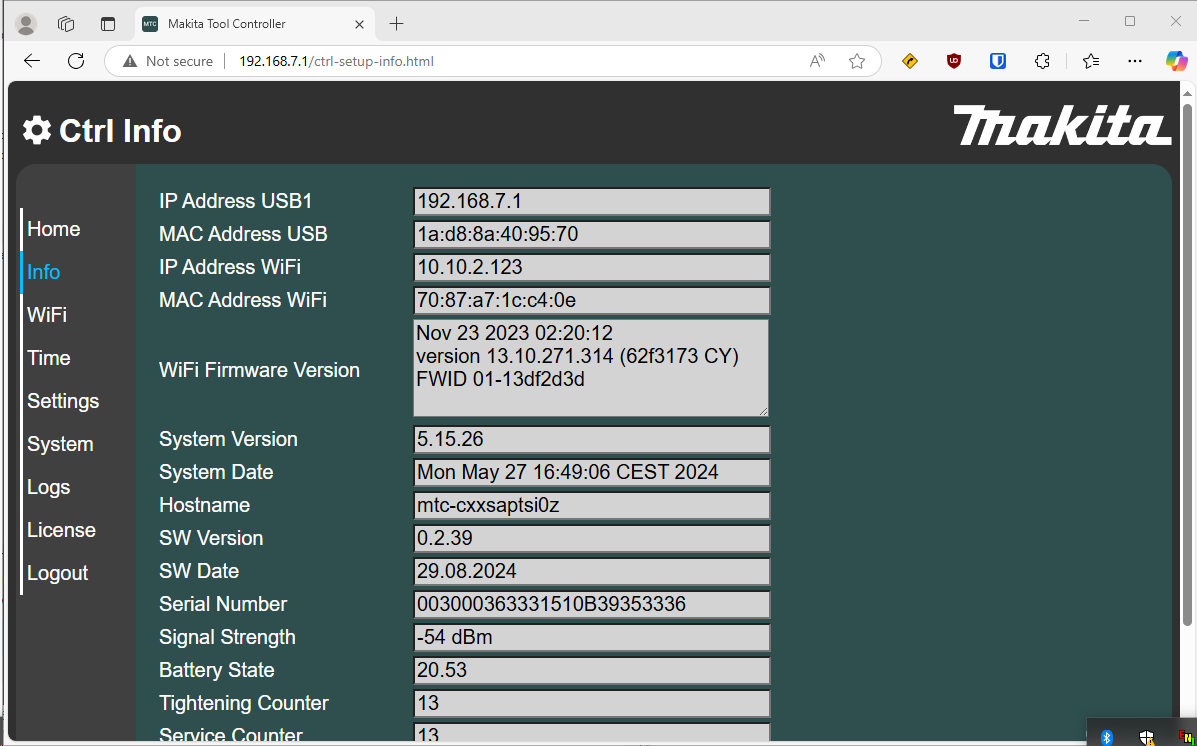 MTC Makita Tool Controller
Not secure 192.168.7.1/ctrl-setup-info.html
Ctrl Info
makita
Home
Info
WiFi
Time
Settings
System
Logs
License
Logout
IP Address USB1 192.168.7.1
MAC Address USB 1a:d8:8a:40:95:70
IP Address WiFi 10.10.2.123
MAC Address WiFi 70:87:a7:1c:c4:0e
WiFi Firmware Version
Nov 23 2023 02:20:12
version 13.10.271.314 (62f3173 CY)
FWID 01-13df2d3d
System Version 5.15.26
System Date Mon May 27 16:49:06 CEST 2024
Hostname mtc-cxxsaptsi0z
SW Version 0.2.39
SW Date 29.08.2024
Serial Number 003000363331510B39353336
Signal Strength -54 dBm
Battery State 20.53
Tightening Counter 13
Service Counter 13